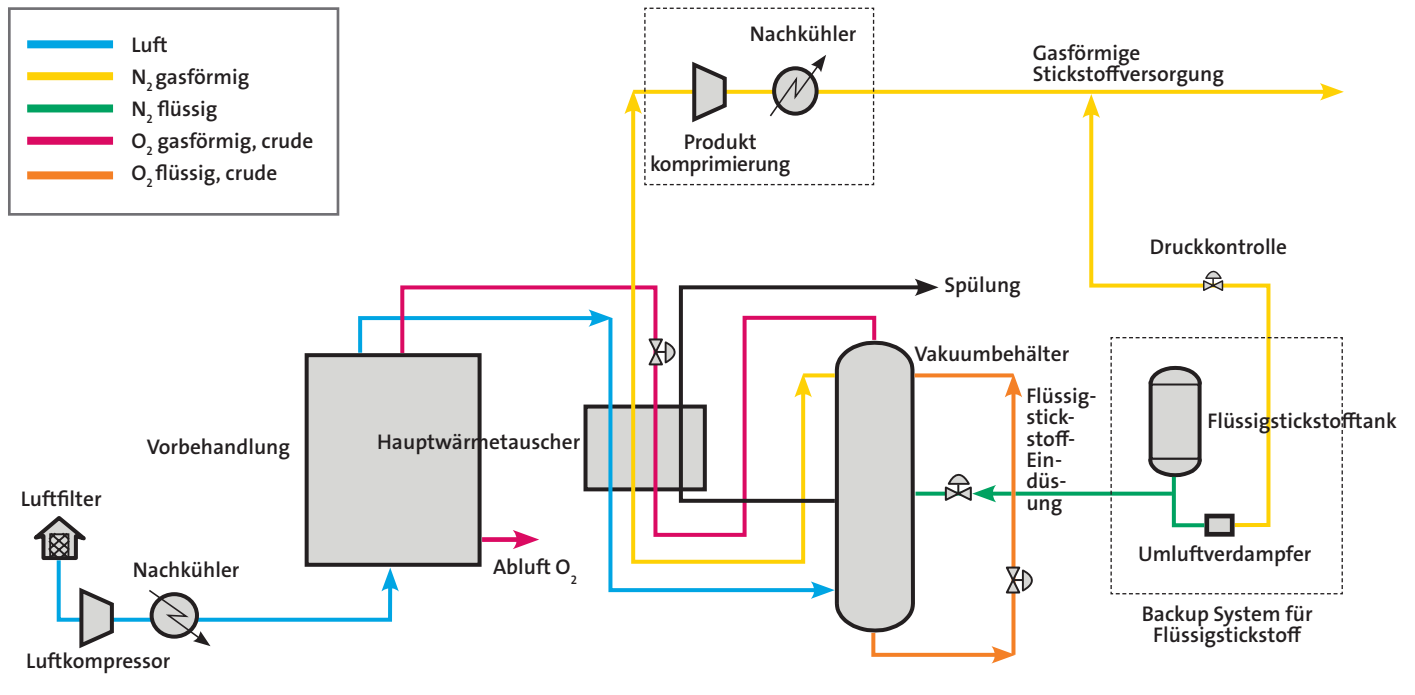 Luft
N₂ gasförmig
N₂ flüssig
O₂ gasförmig, crude
O₂ flüssig, crude
Nachkühler
Produkt
komprimierung
Gasförmige
Stickstoffversorgung
Druckkontrolle
Spülung
Vakuumbehälter
Flüssig-
stick-
stoff-
Ein-
düs-
ung
Flüssigstickstofftank
Umluftverdampfer
Backup System für
Flüssigstickstoff
Hauptwärmetauscher
Vorbehandlung
Abluft O₂
Luftfilter
Nachkühler
Luftkompressor